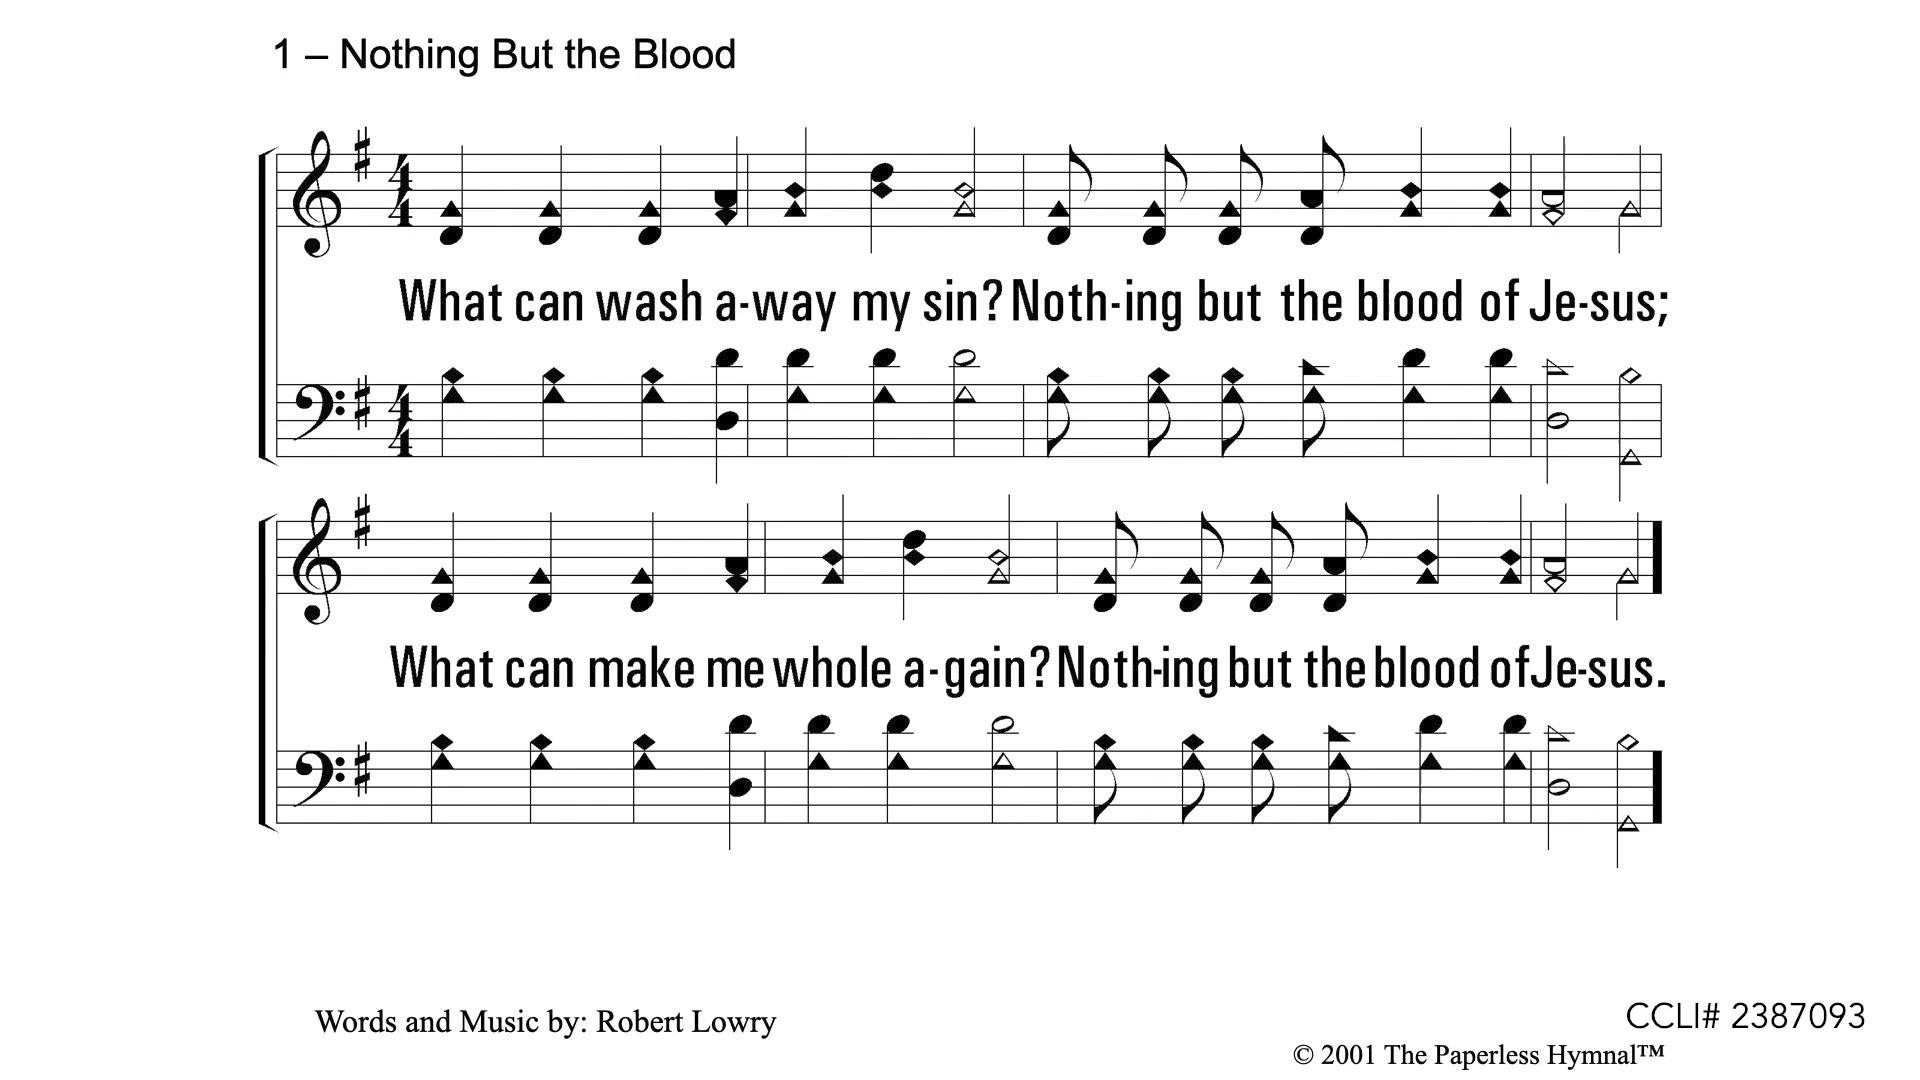 1 – Nothing But the Blood
What can wash a-way my sin? Noth-ing but the blood of Je-sus;
What can make me whole a-gain? Noth-ing but the blood of Je-sus.
Words and Music by: Robert Lowry
CCLI# 2387093
© 2001 The Paperless Hymnal™